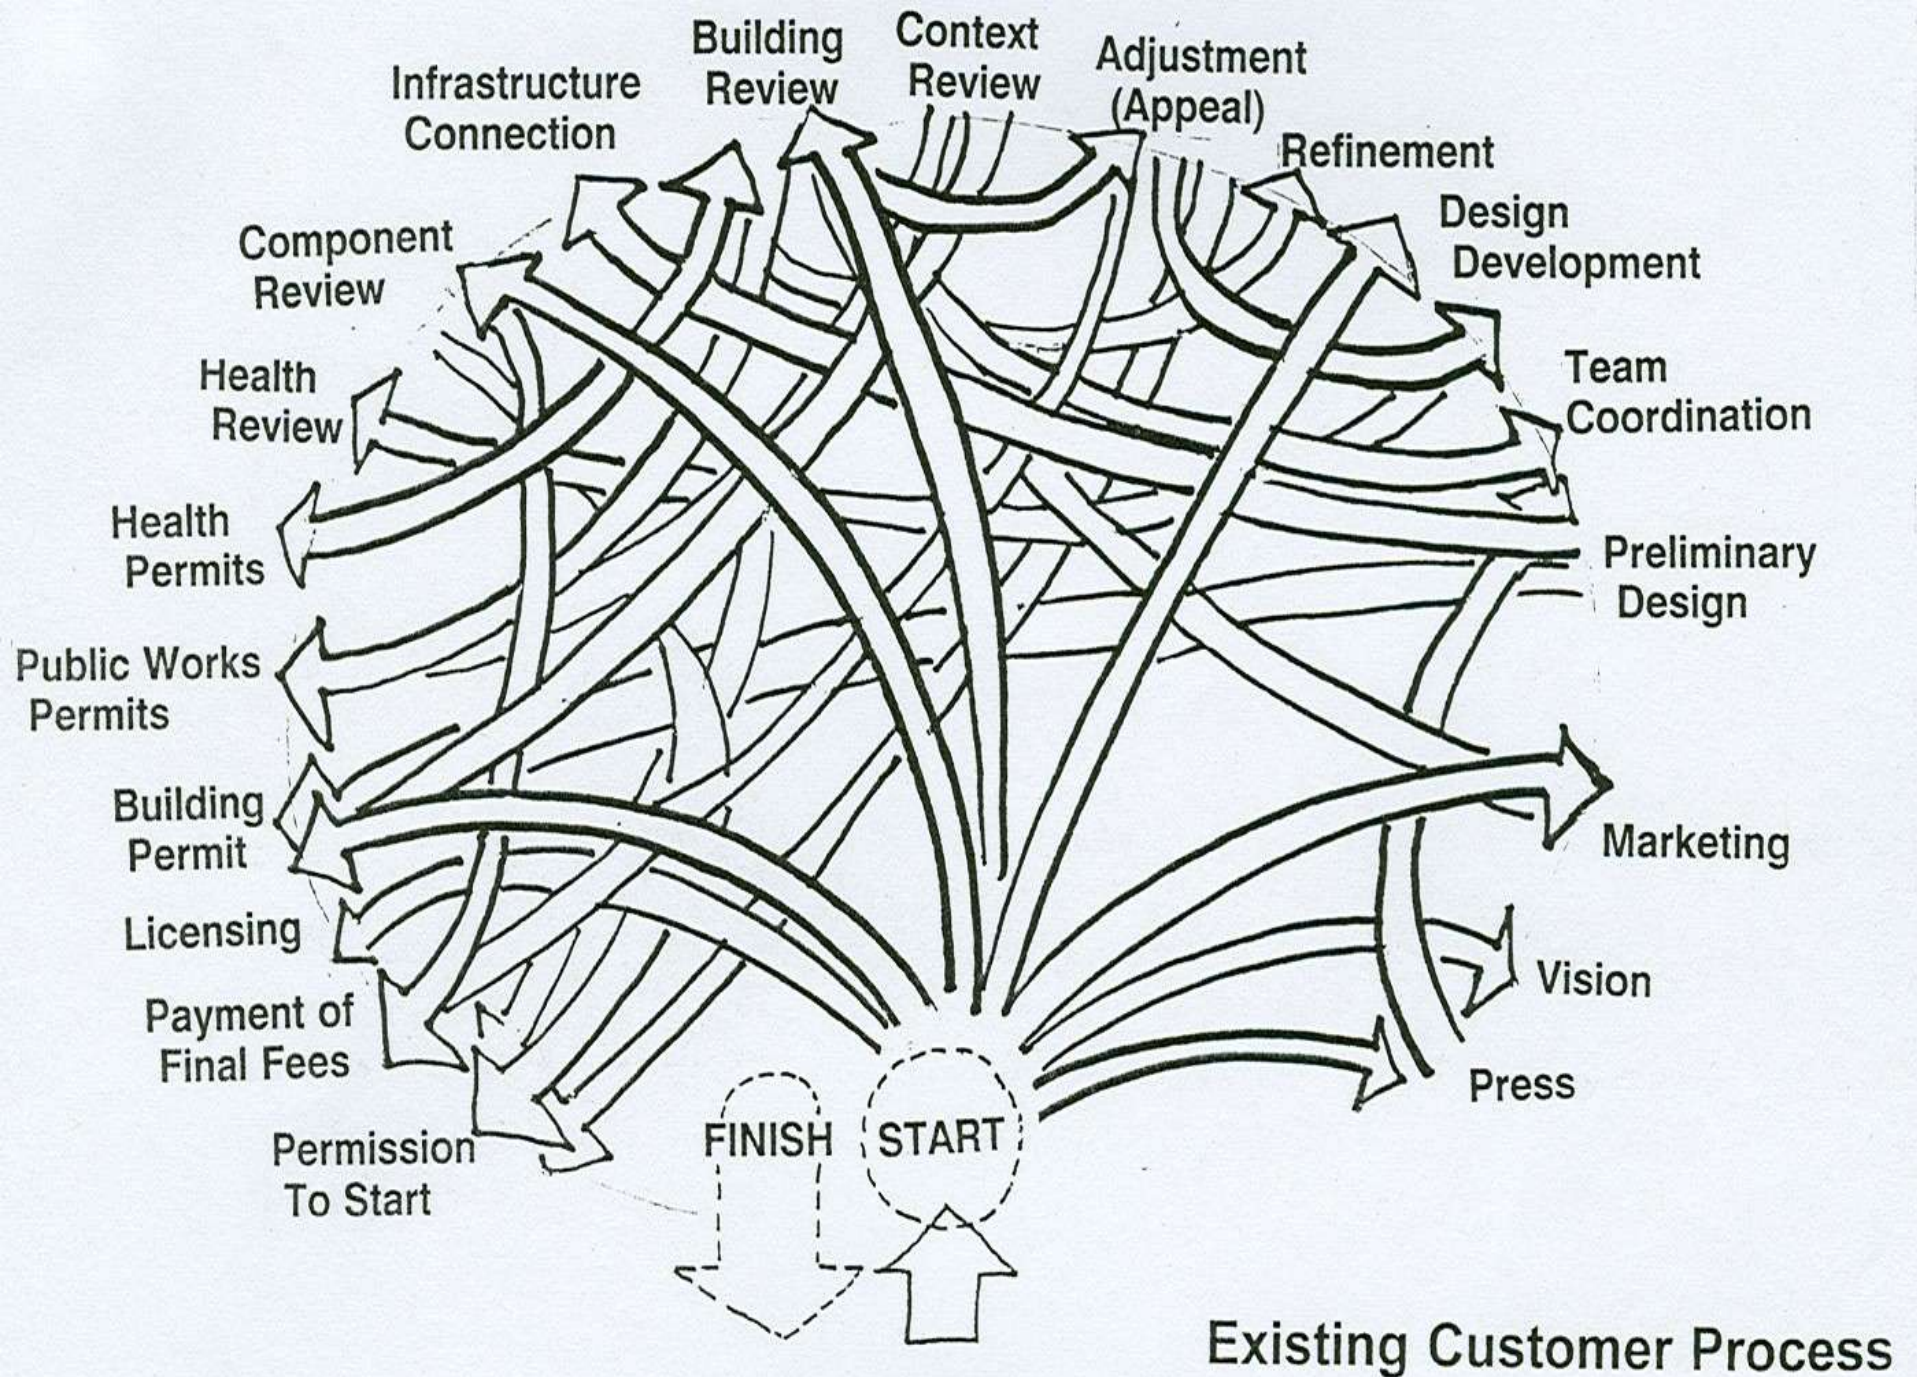 Building
Review
Context
Review
Adjustment
(Appeal)
Infrastructure
Connection
Refinement
Design
Development
Component
Review
Team
Coordination
Health
Review
Health
Permits
Preliminary
Design
Public Works
Permits
Building
Permit
Marketing
Licensing
Vision
Payment of
Final Fees
Press
Permission
To Start
FINISH
START
Existing Customer Process